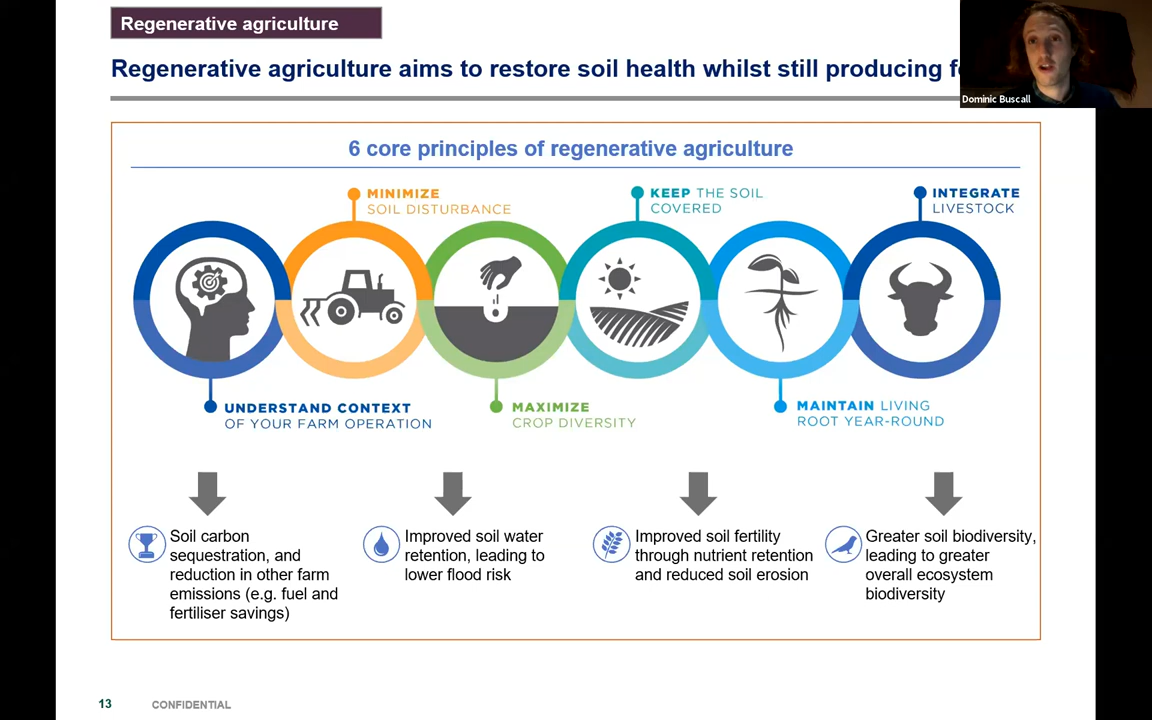 Regenerative agriculture
Regenerative agriculture aims to restore soil health whilst still producing
Dominic Buscall
6 core principles of regenerative agriculture
MINIMIZE
SOIL DISTURBANCE
KEEP THE SOIL
COVERED
INTEGRATE
LIVESTOCK
UNDERSTAND CONTEXT
OF YOUR FARM OPERATION
MAXIMIZE
CROP DIVERSITY
MAINTAIN LIVING
ROOT YEAR-ROUND
Soil carbon
sequestration, and
reduction in other farm
emissions (e.g. fuel and
fertiliser savings)
Improved soil water
retention, leading to
lower flood risk
Improved soil fertility
through nutrient retention
and reduced soil erosion
Greater soil biodiversity,
leading to greater
overall ecosystem
biodiversity
13
CONFIDENTIAL